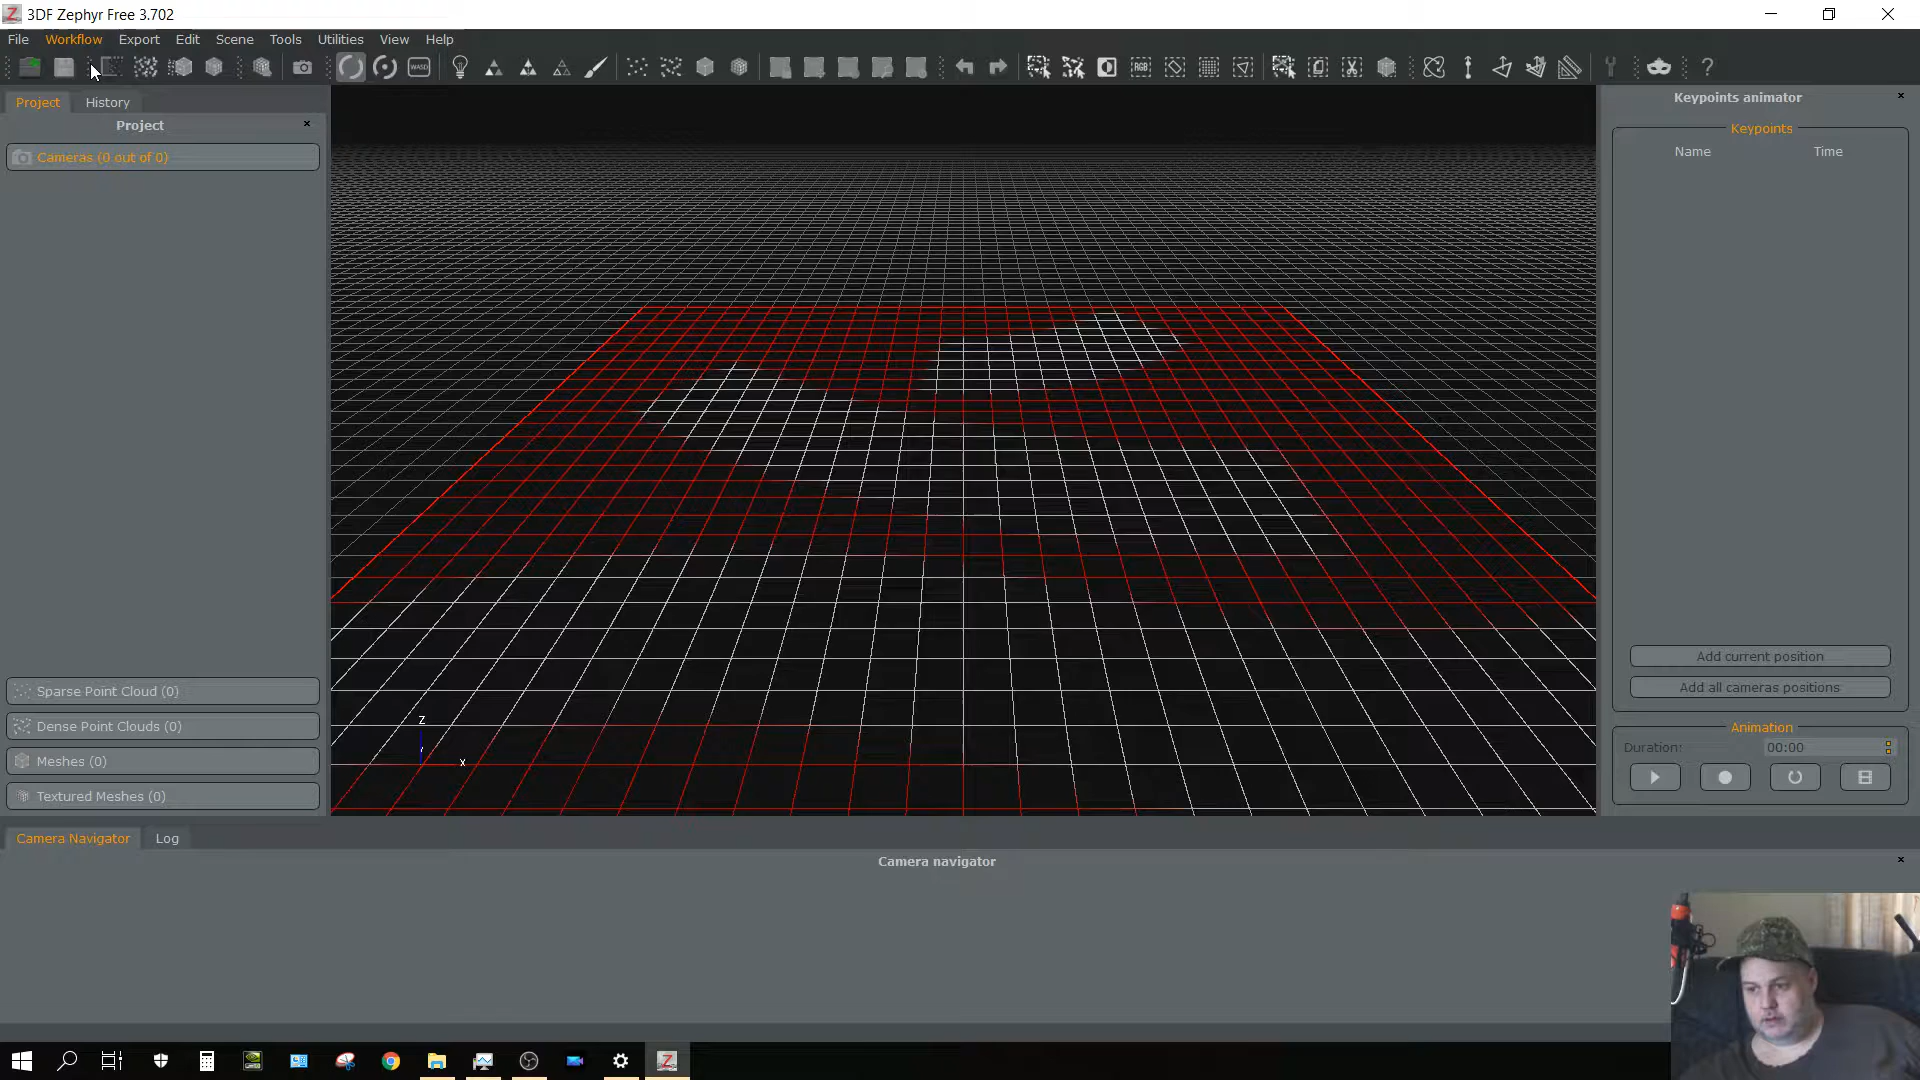 3DF Zephyr Free 3.702
File Workflow Export Edit Scene Tools Utilities View Help
WASD
RGB
Project History
Project
Cameras (0 out of 0)
Sparse Point Cloud (0)
Dense Point Clouds (0)
Meshes (0)
Textured Meshes (0)
Z
X
Keypoints animator
Keypoints
Name Time
Add current position
Add all cameras positions
Animation
Duration: 00:00
Camera Navigator Log
Camera navigator